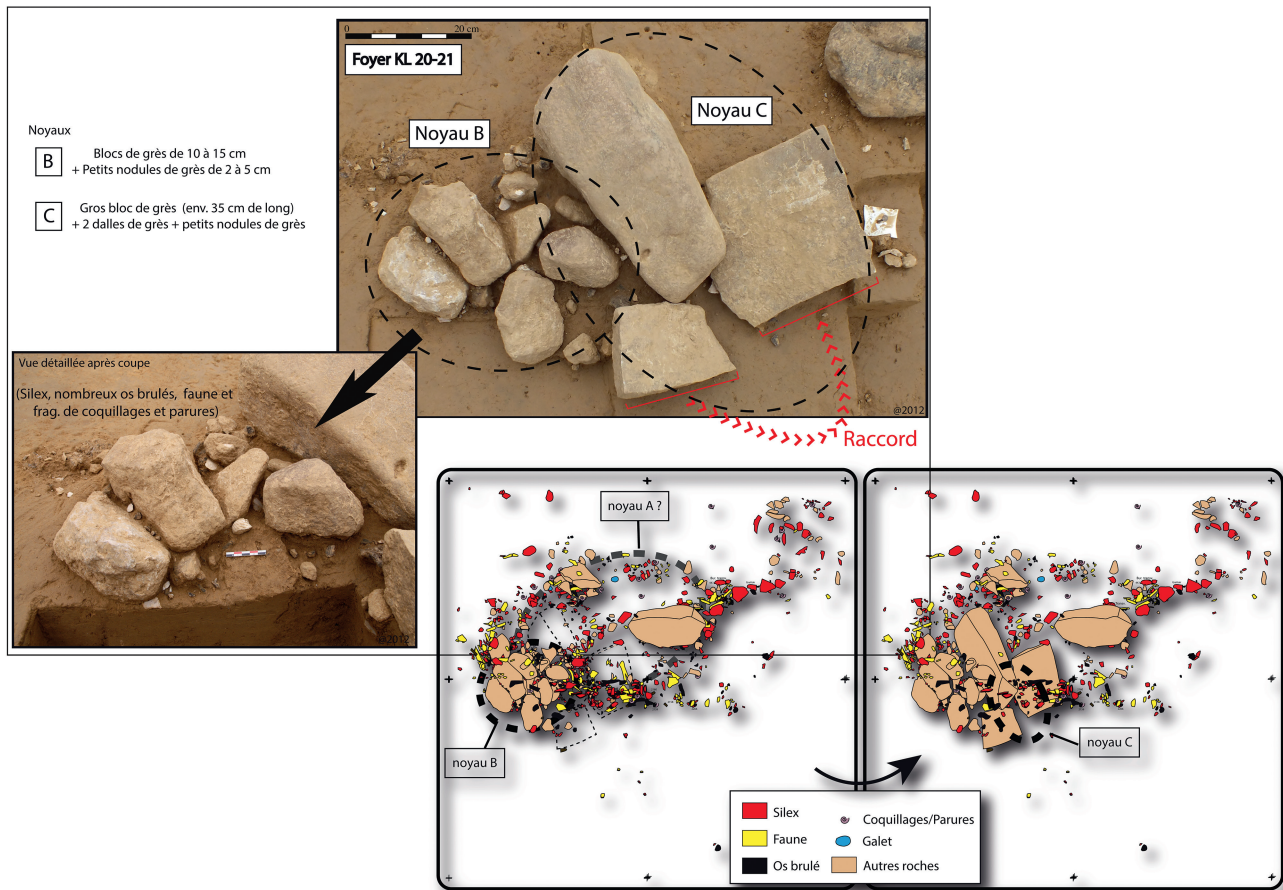 0 20 cm
Foyer KL 20-21
Noyau C
Noyau B
Noyaux
B
Blocs de grès de 10 à 15 cm
+ Petits nodules de grès de 2 à 5 cm
C
Gros bloc de grès (env. 35 cm de long)
+ 2 dalles de grès + petits nodules de grès
@2012
Raccord
Vue détaillée après coupe
(Silex, nombreux os brulés, faune et
frag. de coquillages et parures)
@2012
noyau A ?
noyau B
noyau C
Silex
Faune
Os brulé
Coquillages/Parures
Galet
Autres roches